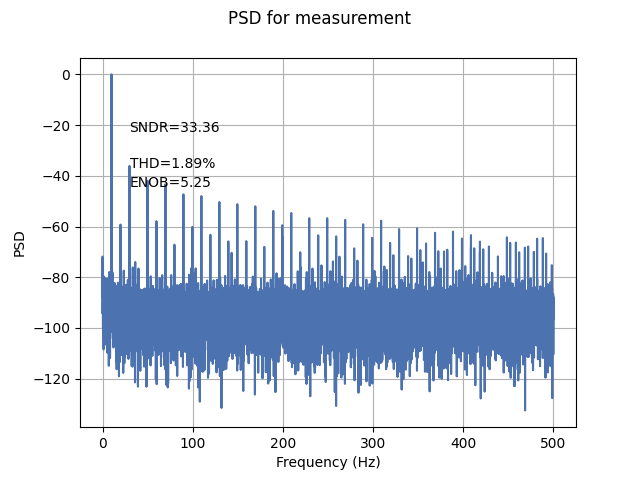 PSD for measurement
0
−20
−40
−60
−80
−100
−120
PSD
SNDR=33.36
THD=1.89%
ENOB=5.25
0 100 200 300 400 500
Frequency (Hz)